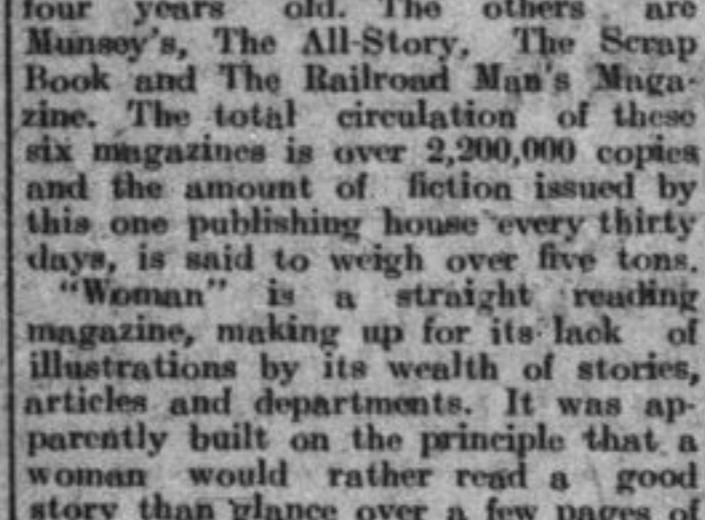 four years old. The others are
Munsey's, The All-Story, The Scrap
Book and The Railroad Man's Maga-
zine. The total circulation of these
six magazines is over 2,200,000 copies
and the amount of fiction issued by
this one publishing house every thirty
days, is said to weigh over five tons.
"Woman" is a straight reading
magazine, making up for its lack of
illustrations by its wealth of stories,
articles and departments. It was ap-
parently built on the principle that a
woman would rather read a good
story than glance over a few pages of